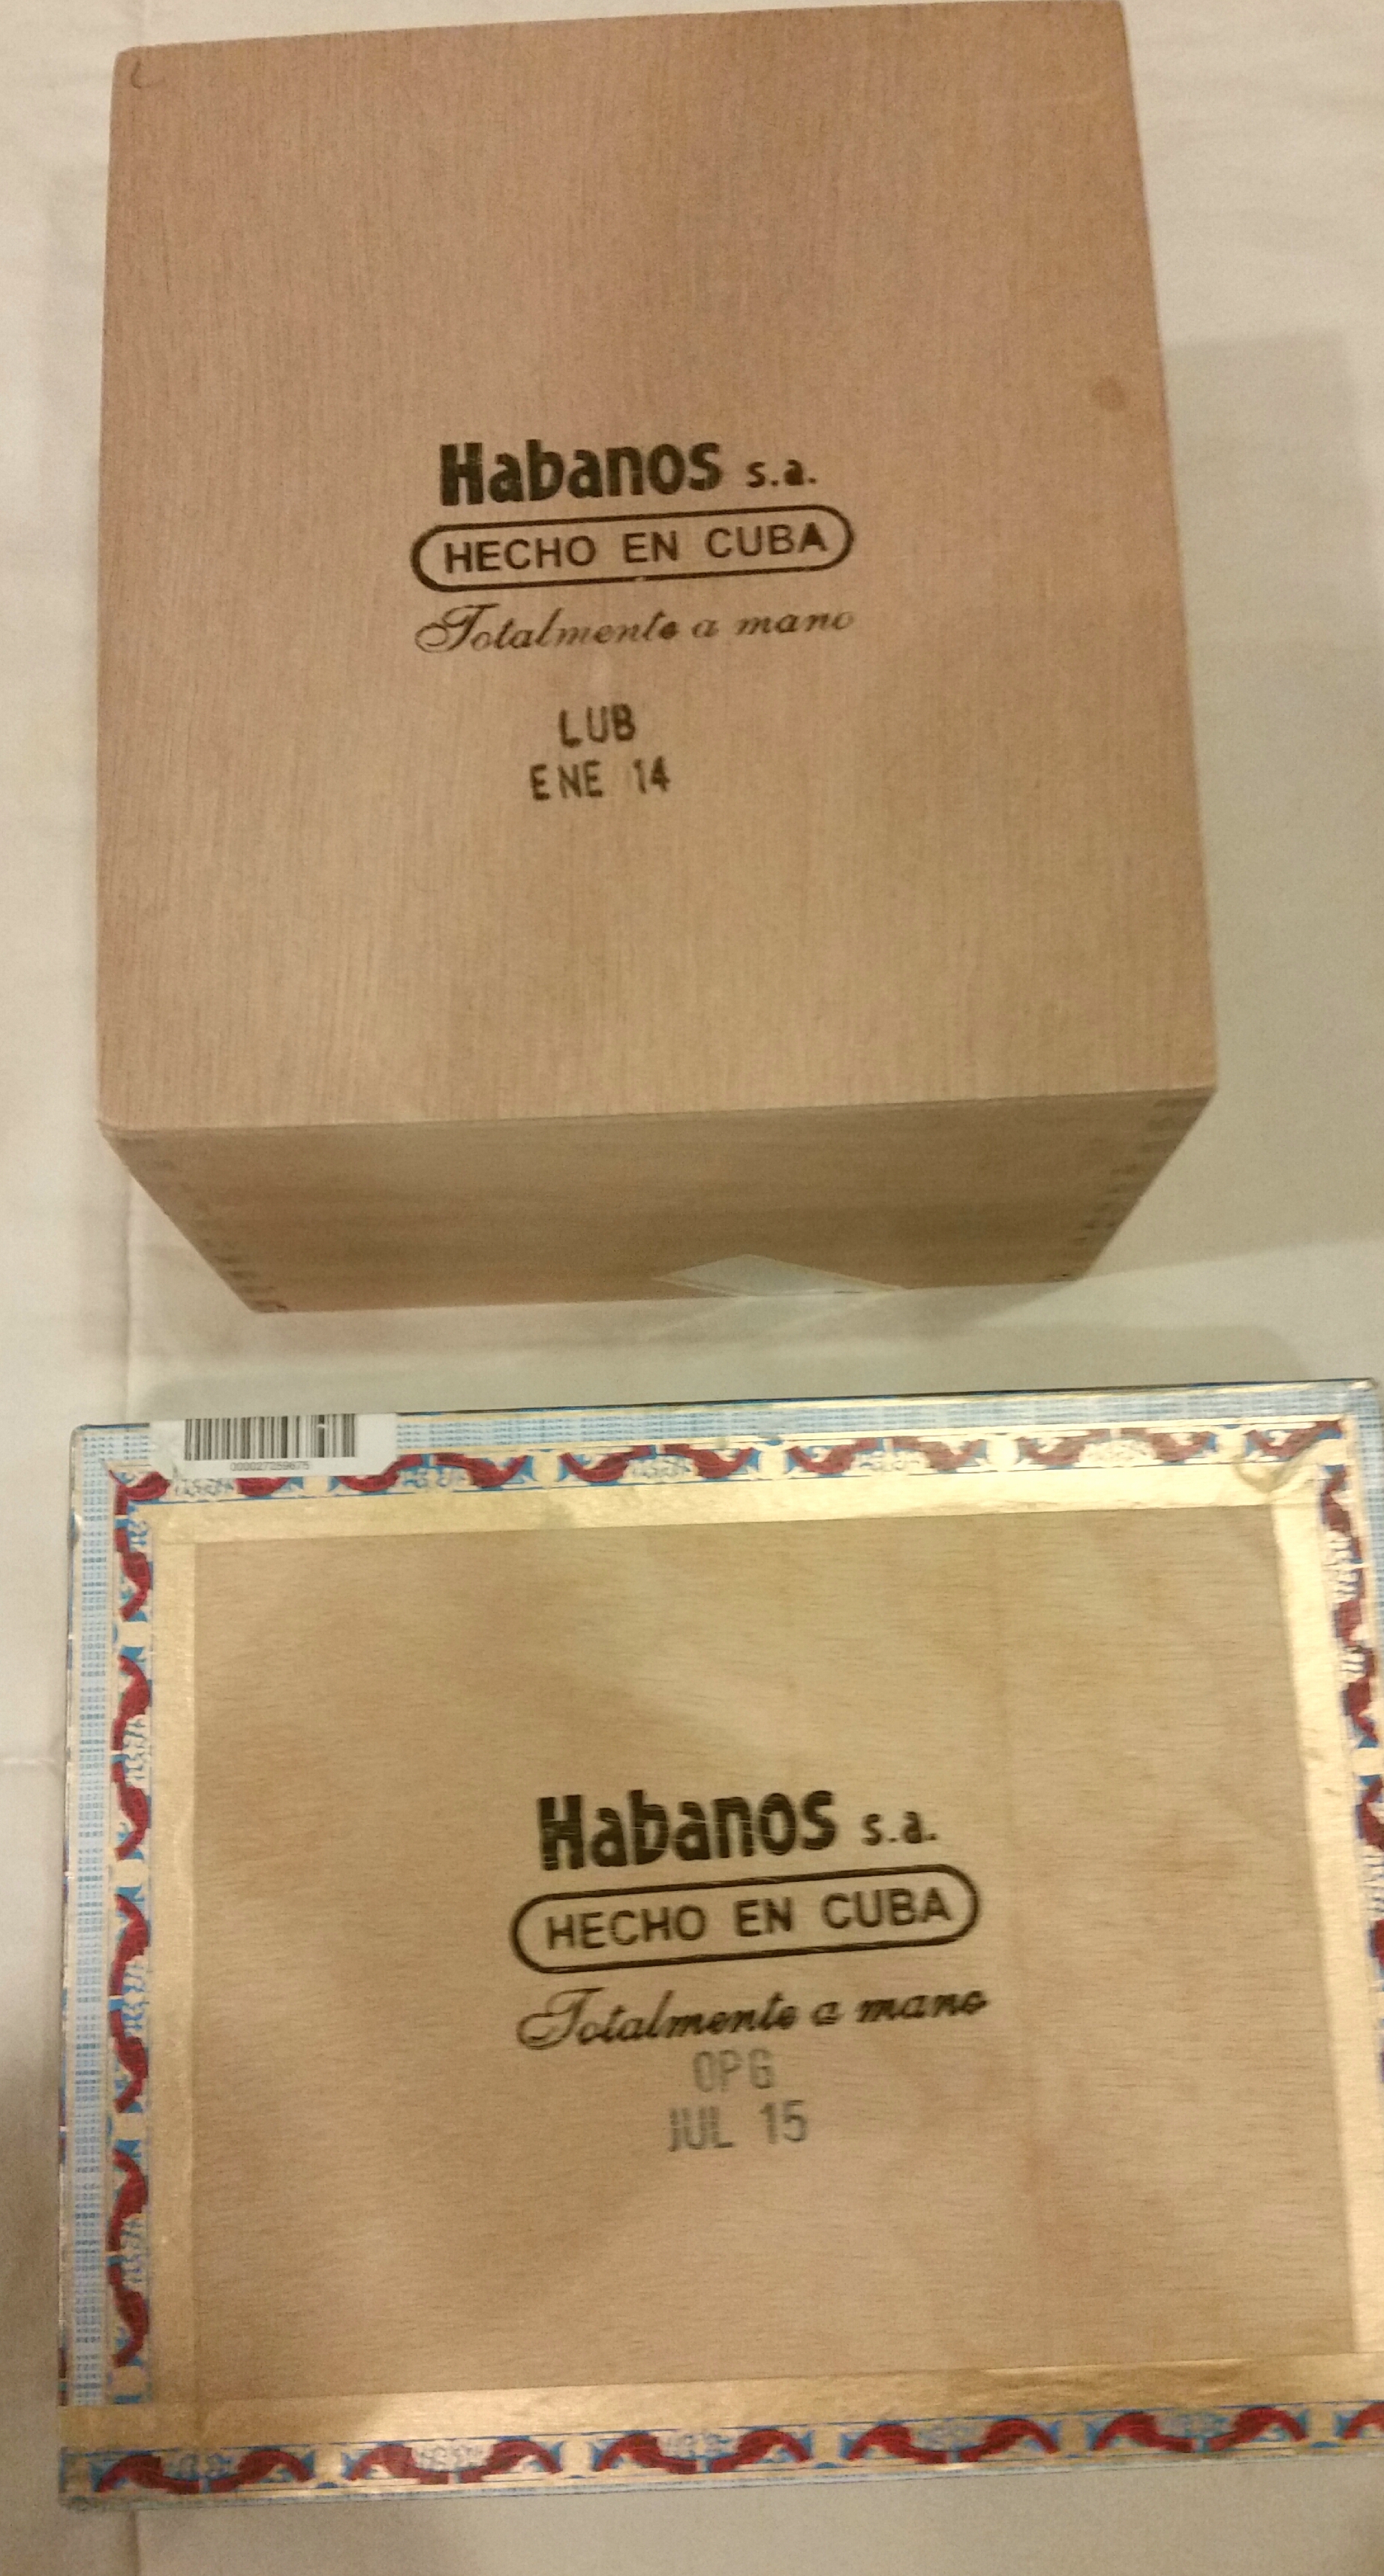 Habanos s.a.
HECHO EN CUBA
Totalmente a mano
LUB
ENE 14
Habanos s.a.
HECHO EN CUBA
Totalmente a mano
OPG
JUL 15